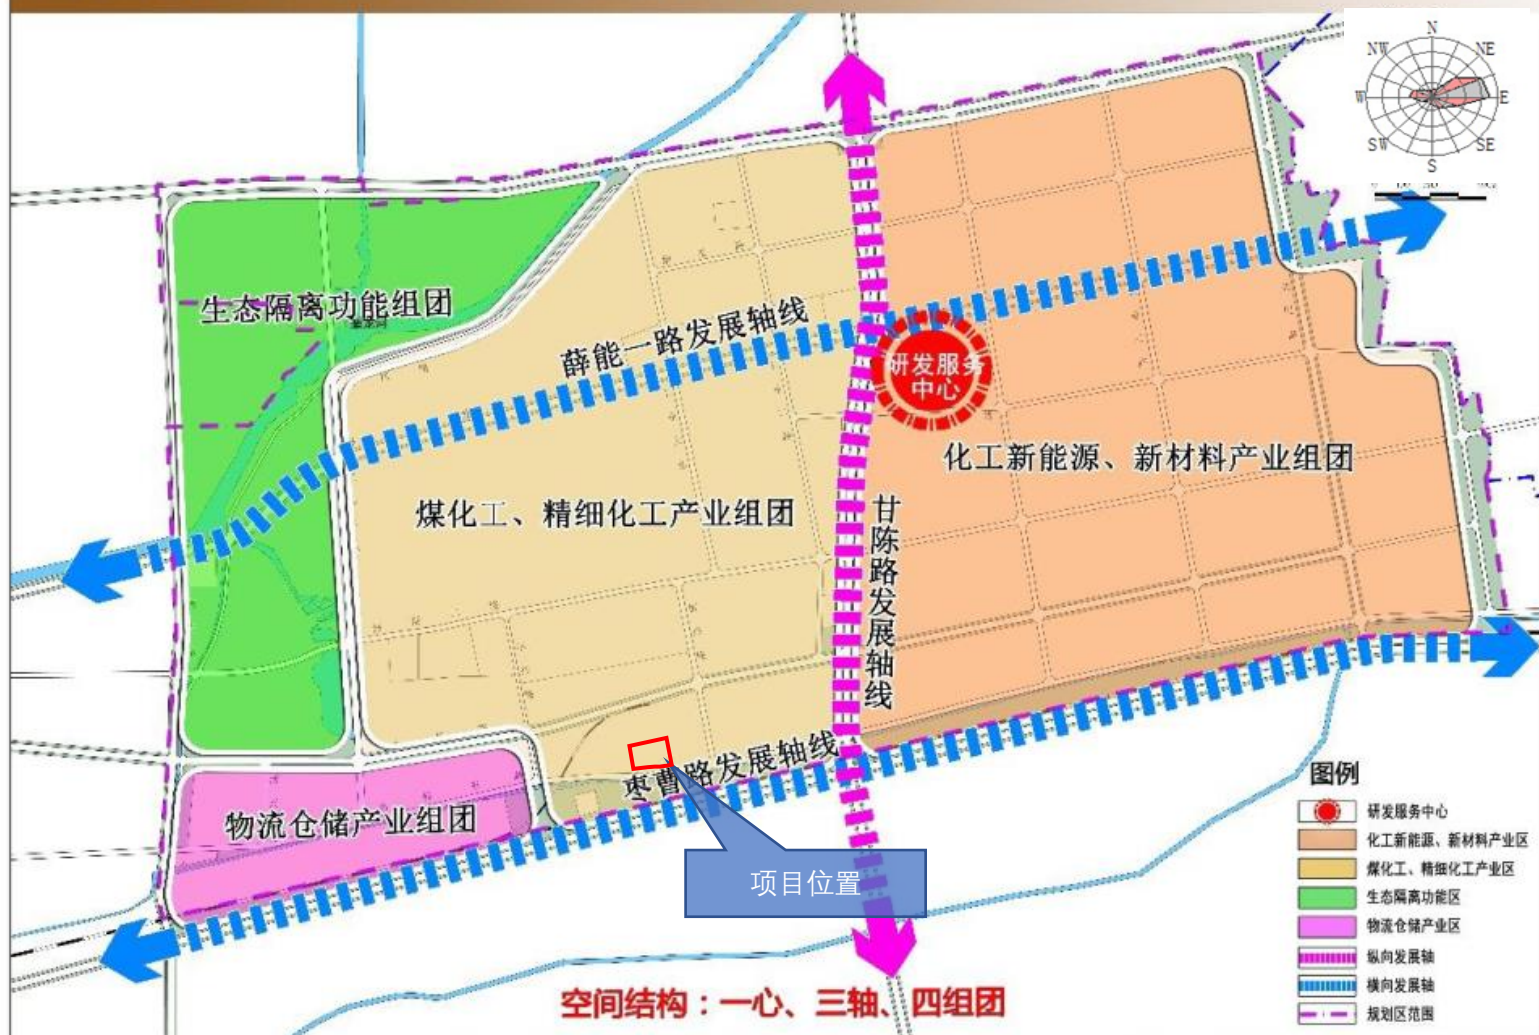 N
NW
NE
W
E
SW
SE
S
生态隔离功能组团
薛能一路发展轴线
研发服务
中心
化工新能源、新材料产业组团
煤化工、精细化工产业组团
甘陈路发展轴线
枣曹路发展轴线
物流仓储产业组团
项目位置
空间结构：一心、三轴、四组团
图例
研发服务中心
化工新能源、新材料产业区
煤化工、精细化工产业区
生态隔离功能区
物流仓储产业区
纵向发展轴
横向发展轴
规划区范围